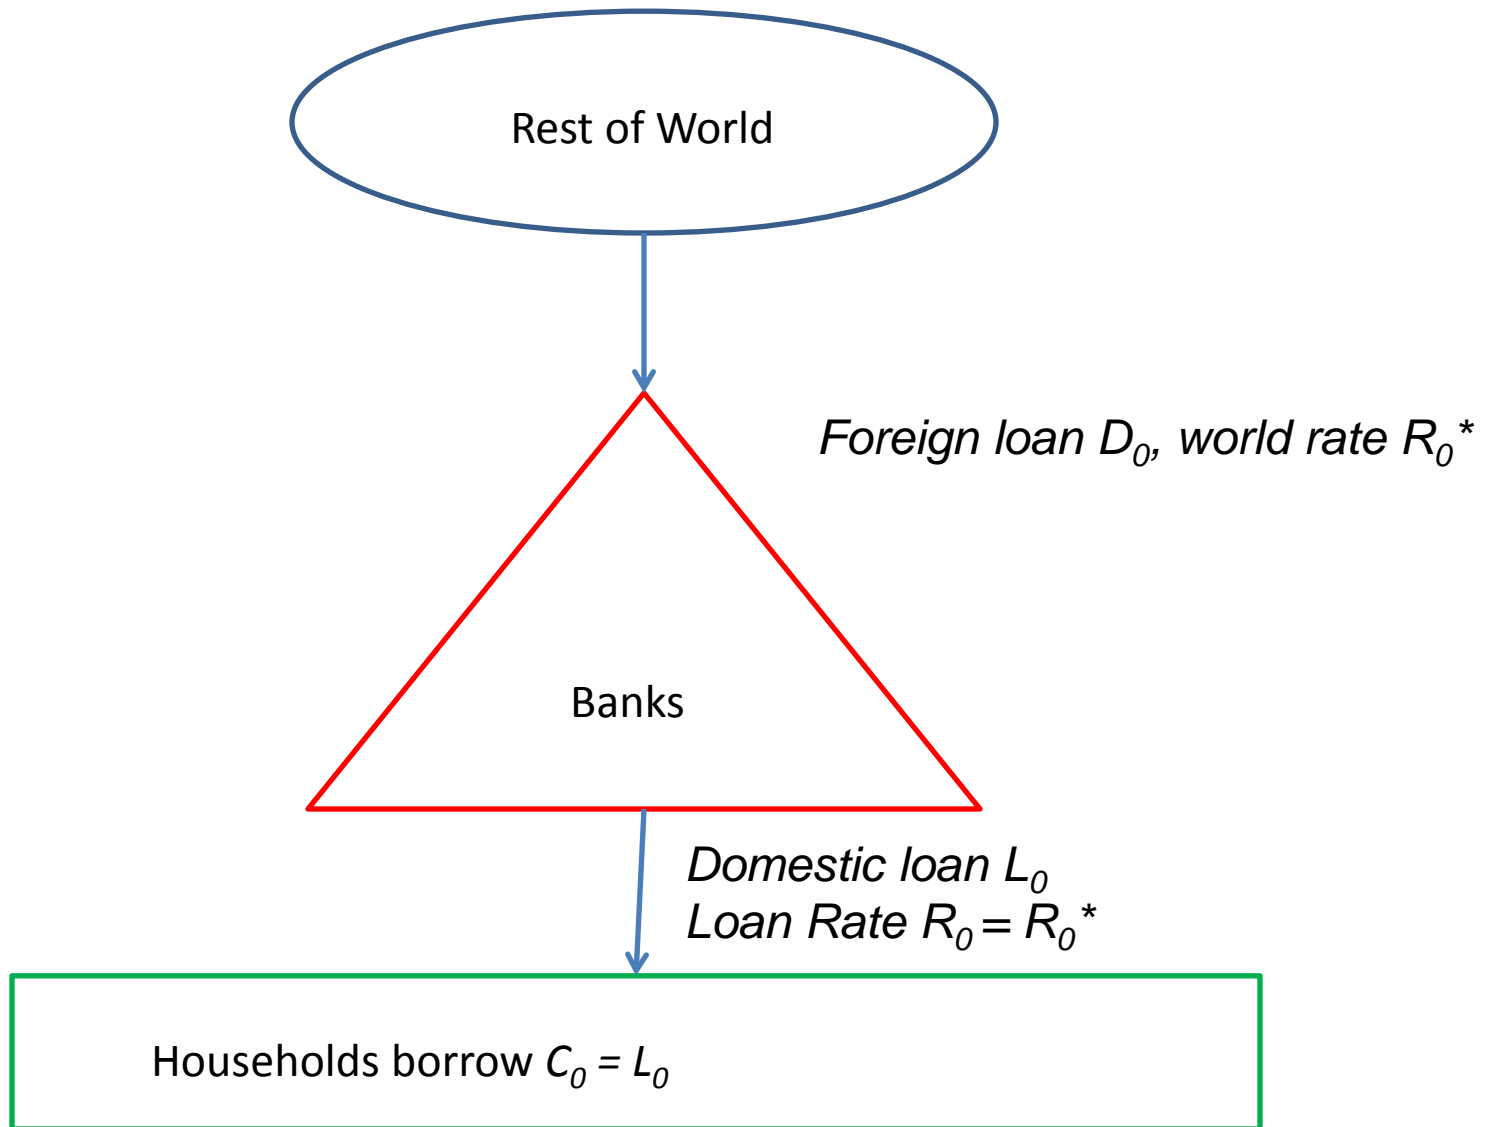 Rest of World
Foreign loan D₀, world rate R₀*
Banks
Domestic loan L₀
Loan Rate R₀ = R₀*
Households borrow C₀ = L₀